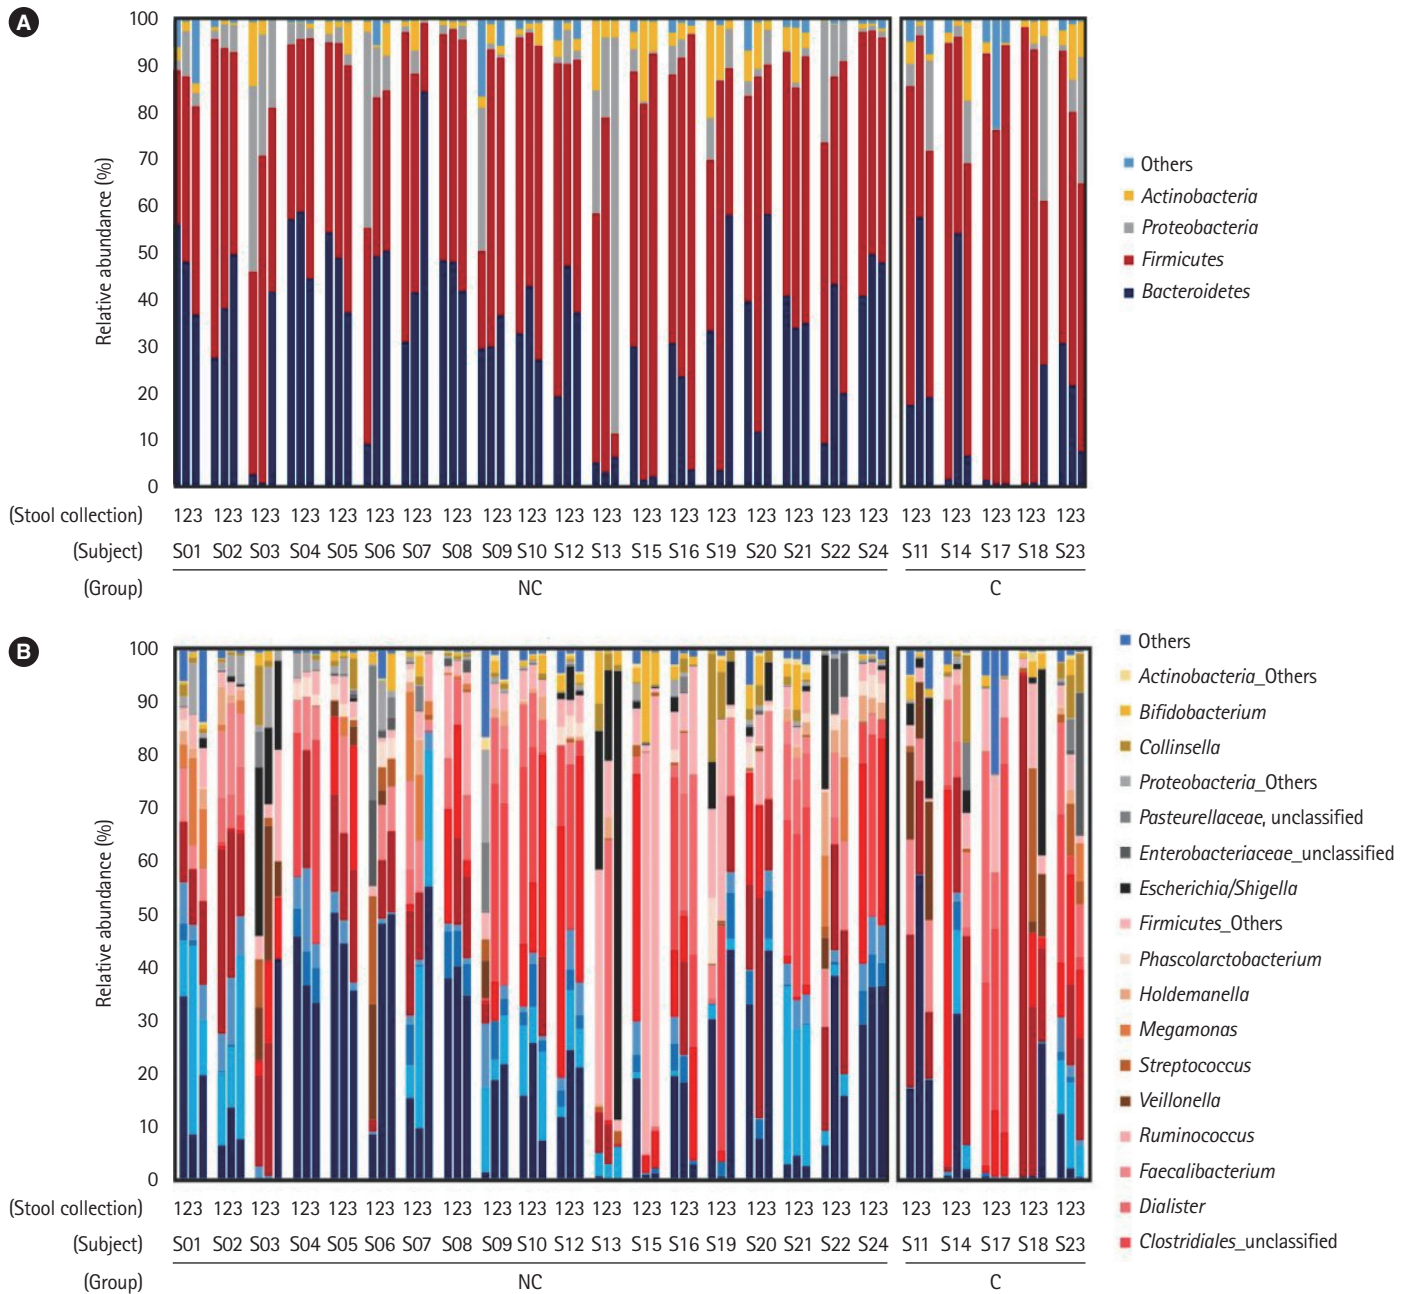 A
Relative abundance (%)
100
90
80
70
60
50
40
30
20
10
0
Others
Actinobacteria
Proteobacteria
Firmicutes
Bacteroidetes
(Stool collection) 123 123 123 123 123 123 123 123 123 123 123 123 123 123 123 123 123 123 123 123 123 123 123 123
(Subject) S01 S02 S03 S04 S05 S06 S07 S08 S09 S10 S12 S13 S15 S16 S19 S20 S21 S22 S24 S11 S14 S17 S18 S23
(Group) NC C
B
Relative abundance (%)
100
90
80
70
60
50
40
30
20
10
0
Others
Actinobacteria_Others
Bifidobacterium
Collinsella
Proteobacteria_Others
Pasteurellaceae, unclassified
Enterobacteriaceae_unclassified
Escherichia/Shigella
Firmicutes_Others
Phascolarctobacterium
Holdemanella
Megamonas
Streptococcus
Veillonella
Ruminococcus
Faecalibacterium
Dialister
Clostridiales_unclassified
(Stool collection) 123 123 123 123 123 123 123 123 123 123 123 123 123 123 123 123 123 123 123 123 123 123 123 123
(Subject) S01 S02 S03 S04 S05 S06 S07 S08 S09 S10 S12 S13 S15 S16 S19 S20 S21 S22 S24 S11 S14 S17 S18 S23
(Group) NC C